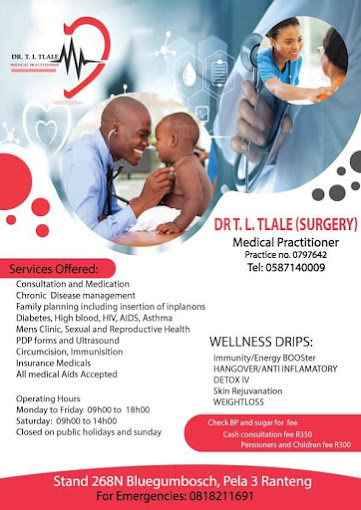 DR. T. L TLALE
MEDICAL PRACTITIONER
DR T. L. TLALE (SURGERY)
Medical Practitioner
Practice no. 0797642
Tel: 0587140009
Services Offered:
Consultation and Medication
Chronic Disease management
Family planning including insertion of inplanons
Diabetes, High blood, HIV, AIDS, Asthma
Mens Clinic, Sexual and Reproductive Health
PDP forms and Ultrasound
Circumcision, Immunisition
Insurance Medicals
All medical Aids Accepted
Operating Hours
Monday to Friday 09h00 to 18h00
Saturday: 09h00 to 14h00
Closed on public holidays and sunday
WELLNESS DRIPS:
Immunity/Energy BOOSter
HANGOVER/ANTI INFLAMATORY
DETOX IV
Skin Rejuvanation
WEIGHTLOSS
Check BP and sugar for fee
Cash consultation fee R350
Pensioners and Children fee R300
Stand 268N Bluegumbosch, Pela 3 Ranteng
For Emergencies: 0818211691